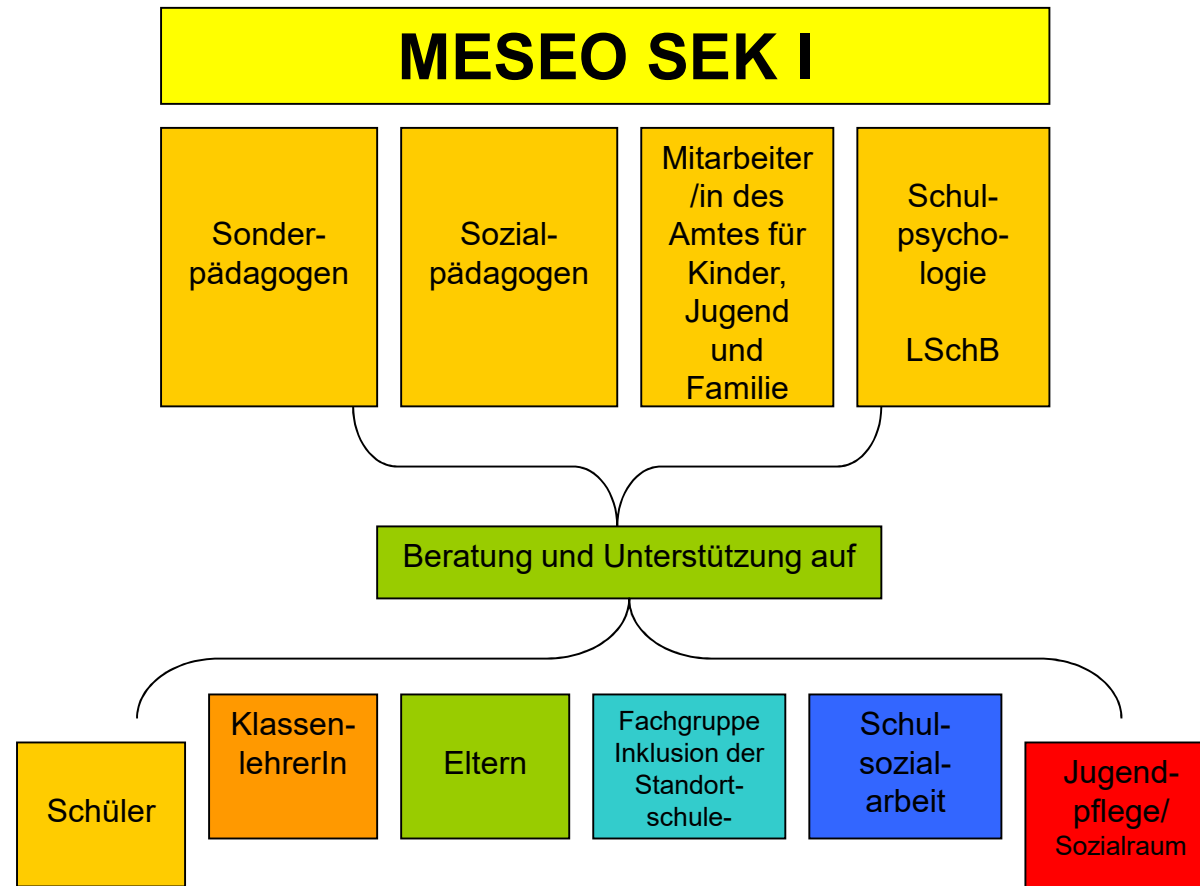 MESEO SEK I
Sonder-
pädagogen
Sozial-
pädagogen
Mitarbeiter
/in des
Amtes für
Kinder,
Jugend
und
Familie
Schul-
psycho-
logie
LSchB
Beratung und Unterstützung auf
Schüler
Klassen-
lehrerIn
Eltern
Fachgruppe
Inklusion der
Standort-
schule-
Schul-
sozial-
arbeit
Jugend-
pflege/
Sozialraum